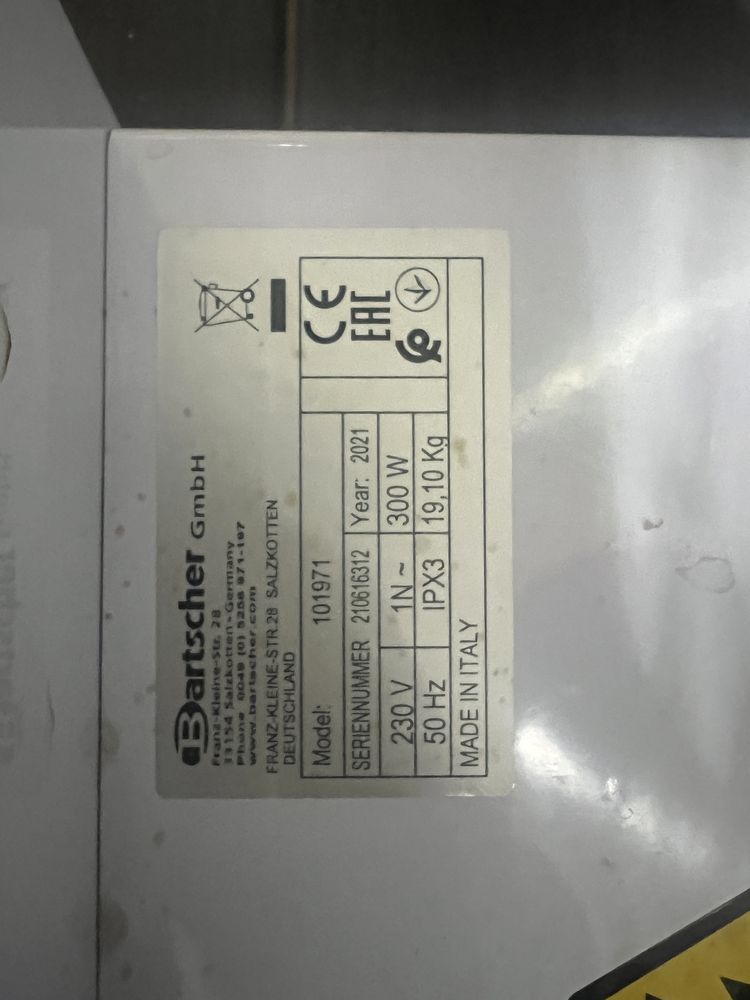 Bartscher GmbH
Franz-Kleine-Str. 28
33154 Salzkotten - Germany
Phone 0049 (0) 5258 971-197
www.bartscher.com
FRANZ-KLEINE-STR.28 SALZKOTTEN
DEUTSCHLAND
Model: 101971
SERIENNUMMER 210616312 Year: 2021
230 V 1N ~ 300 W
50 Hz IPX3 19,10 Kg
MADE IN ITALY
CE
EAC